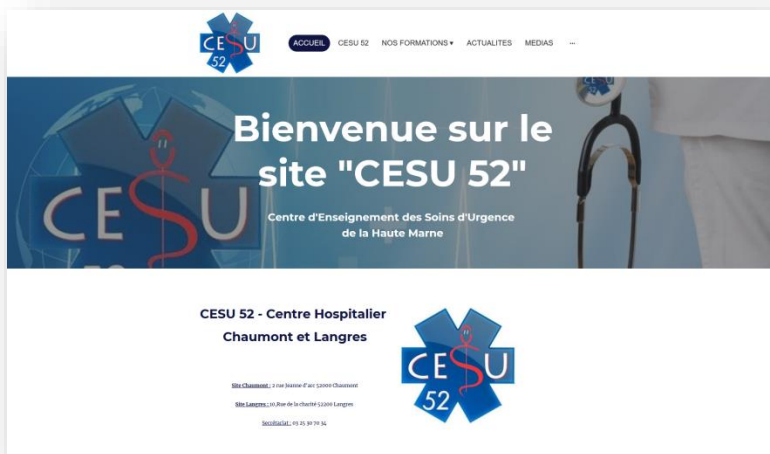 CESU
52
ACCUEIL CESU 52 NOS FORMATIONS ▾ ACTUALITES MEDIAS ...
Bienvenue sur le
site "CESU 52"
CESU
52
Centre d'Enseignement des Soins d'Urgence
de la Haute Marne
CESU 52 - Centre Hospitalier
Chaumont et Langres
CESU
52
Site Chaumont : 2 rue Jeanne d'arc 52000 Chaumont
Site Langres : 10,Rue de la charité 52200 Langres
Secrétariat : 03 25 30 70 34